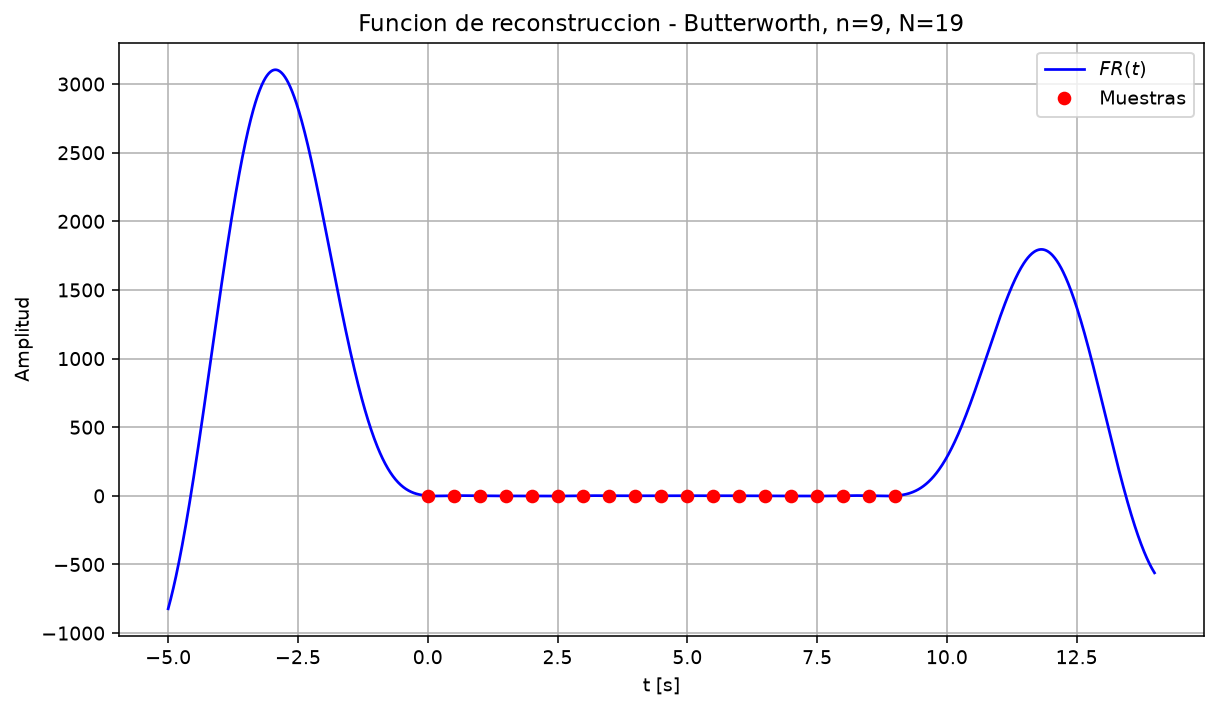 Funcion de reconstruccion - Butterworth, n=9, N=19
FR(t)
Muestras
Amplitud
3000
2500
2000
1500
1000
500
0
−500
−1000
−5.0 −2.5 0.0 2.5 5.0 7.5 10.0 12.5
t [s]